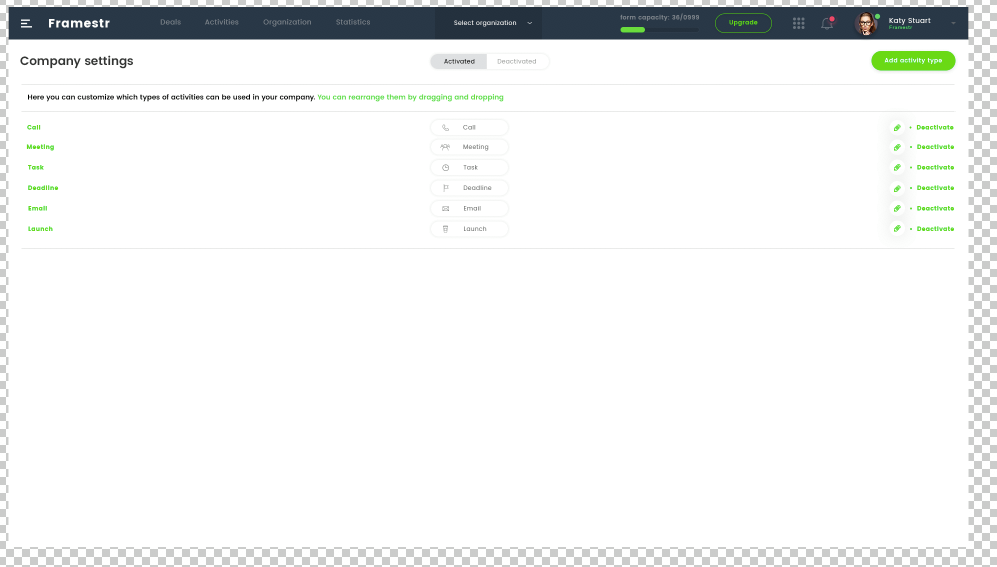 Framestr Deals Activities Organization Statistics Select organization form capacity: 36/0999 Upgrade Katy Stuart
Framestr
Company settings Activated Deactivated Add activity type
Here you can customize which types of activities can be used in your company. You can rearrange them by dragging and dropping
Call Call • Deactivate
Meeting Meeting • Deactivate
Task Task • Deactivate
Deadline Deadline • Deactivate
Email Email • Deactivate
Launch Launch • Deactivate